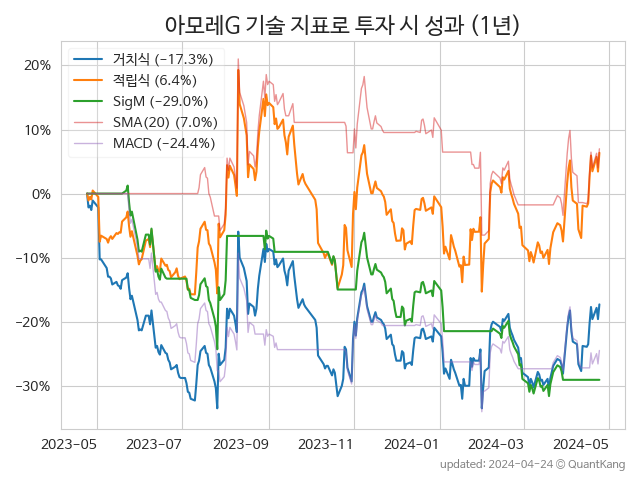 아모레G 기술 지표로 투자 시 성과 (1년)
거치식 (−17.3%)
적립식 (6.4%)
SigM (−29.0%)
SMA(20) (7.0%)
MACD (−24.4%)
20%
10%
0%
−10%
−20%
−30%
2023−05 2023−07 2023−09 2023−11 2024−01 2024−03 2024−05
updated: 2024−04−24 © QuantKang